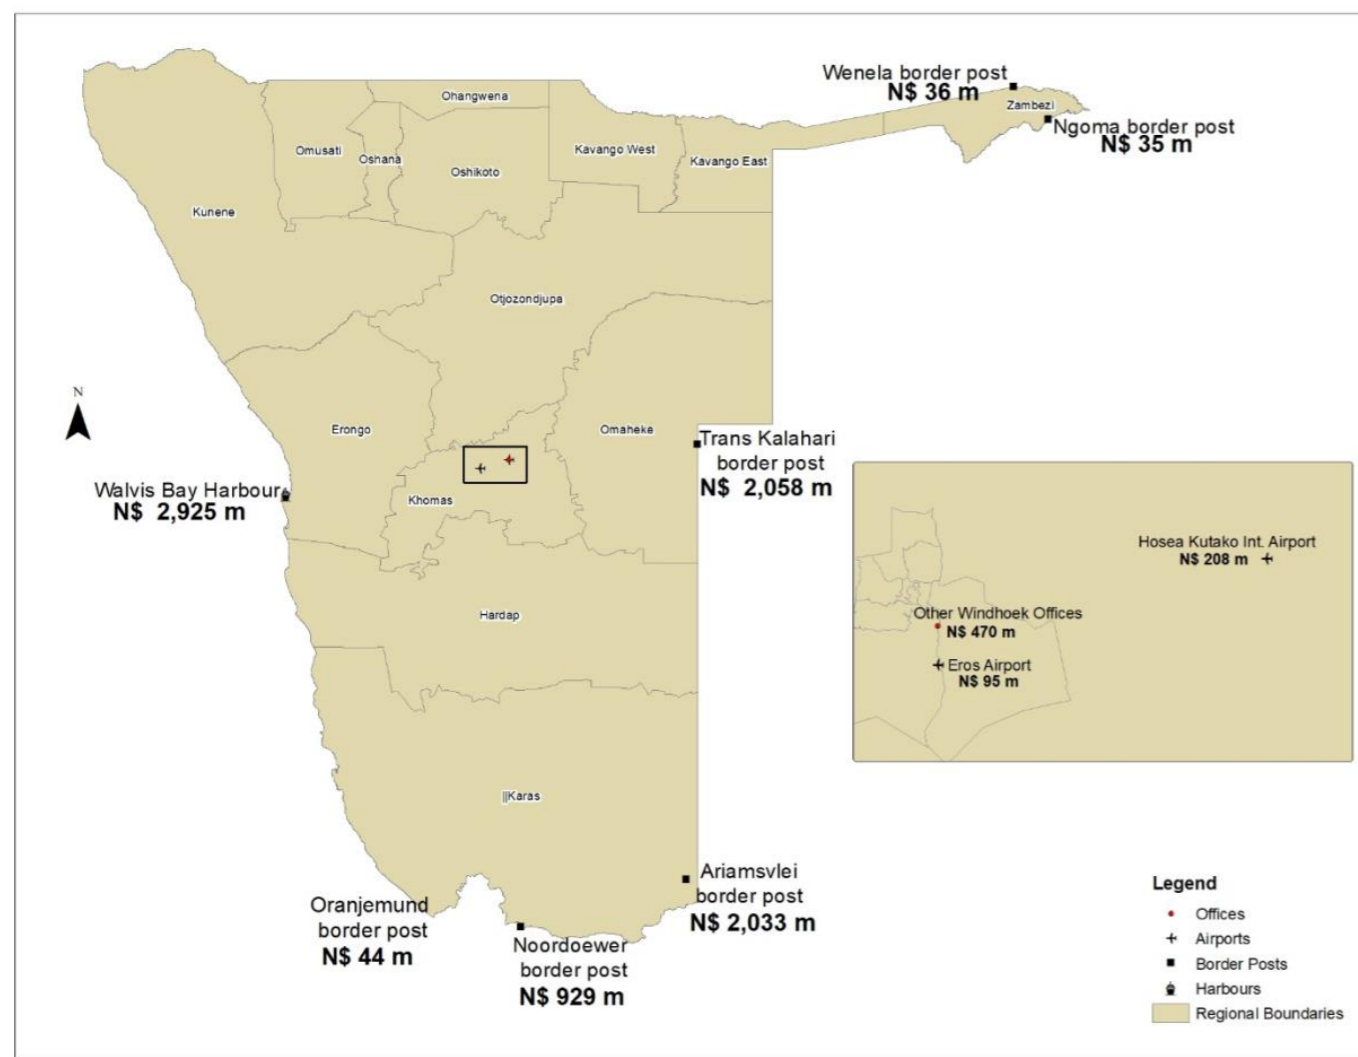 Wenela border post
N$ 36 m
Zambezi
Ngoma border post
N$ 35 m
Ohangwena
Omusati
Oshana
Oshikoto
Kavango West
Kavango East
Kunene
Otjozondjupa
N
Erongo
Omaheke
Trans Kalahari
border post
N$ 2,058 m
Walvis Bay Harbour
N$ 2,925 m
Khomas
Hosea Kutako Int. Airport
N$ 208 m
Other Windhoek Offices
N$ 470 m
Eros Airport
N$ 95 m
Hardap
||Karas
Ariamsvlei
border post
N$ 2,033 m
Oranjemund
border post
N$ 44 m
Noordoewer
border post
N$ 929 m
Legend
Offices
Airports
Border Posts
Harbours
Regional Boundaries